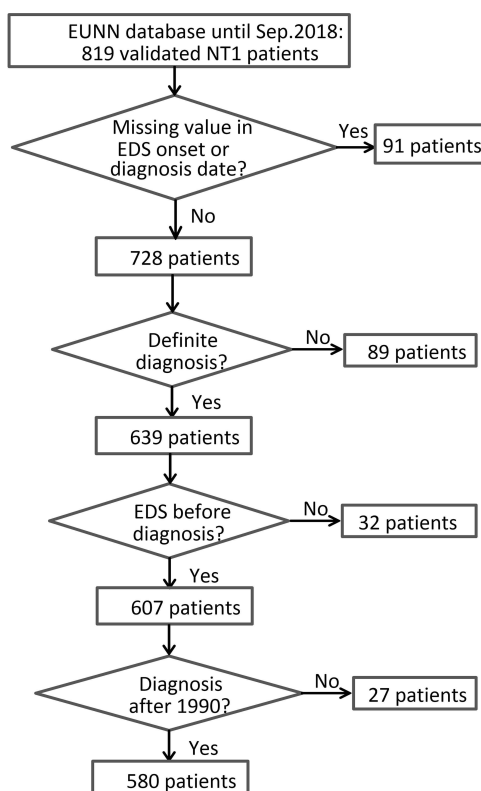 EUNN database until Sep.2018:
819 validated NT1 patients
Missing value in
EDS onset or
diagnosis date?
Yes
91 patients
No
728 patients
Definite
diagnosis?
No
89 patients
Yes
639 patients
EDS before
diagnosis?
No
32 patients
Yes
607 patients
Diagnosis
after 1990?
No
27 patients
Yes
580 patients